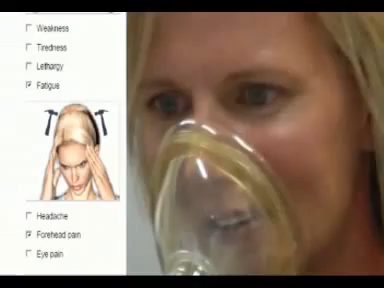 Weakness
Tiredness
Lethargy
Fatigue
Headache
Forehead pain
Eye pain